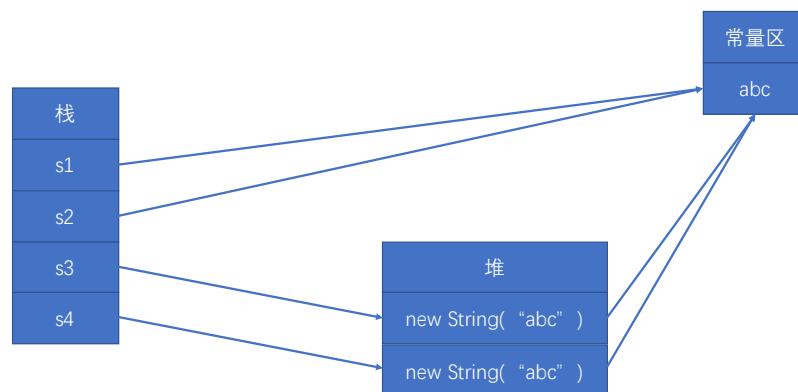 常量区
abc
栈
s1
s2
s3
s4
堆
new String( “abc” )
new String( “abc” )